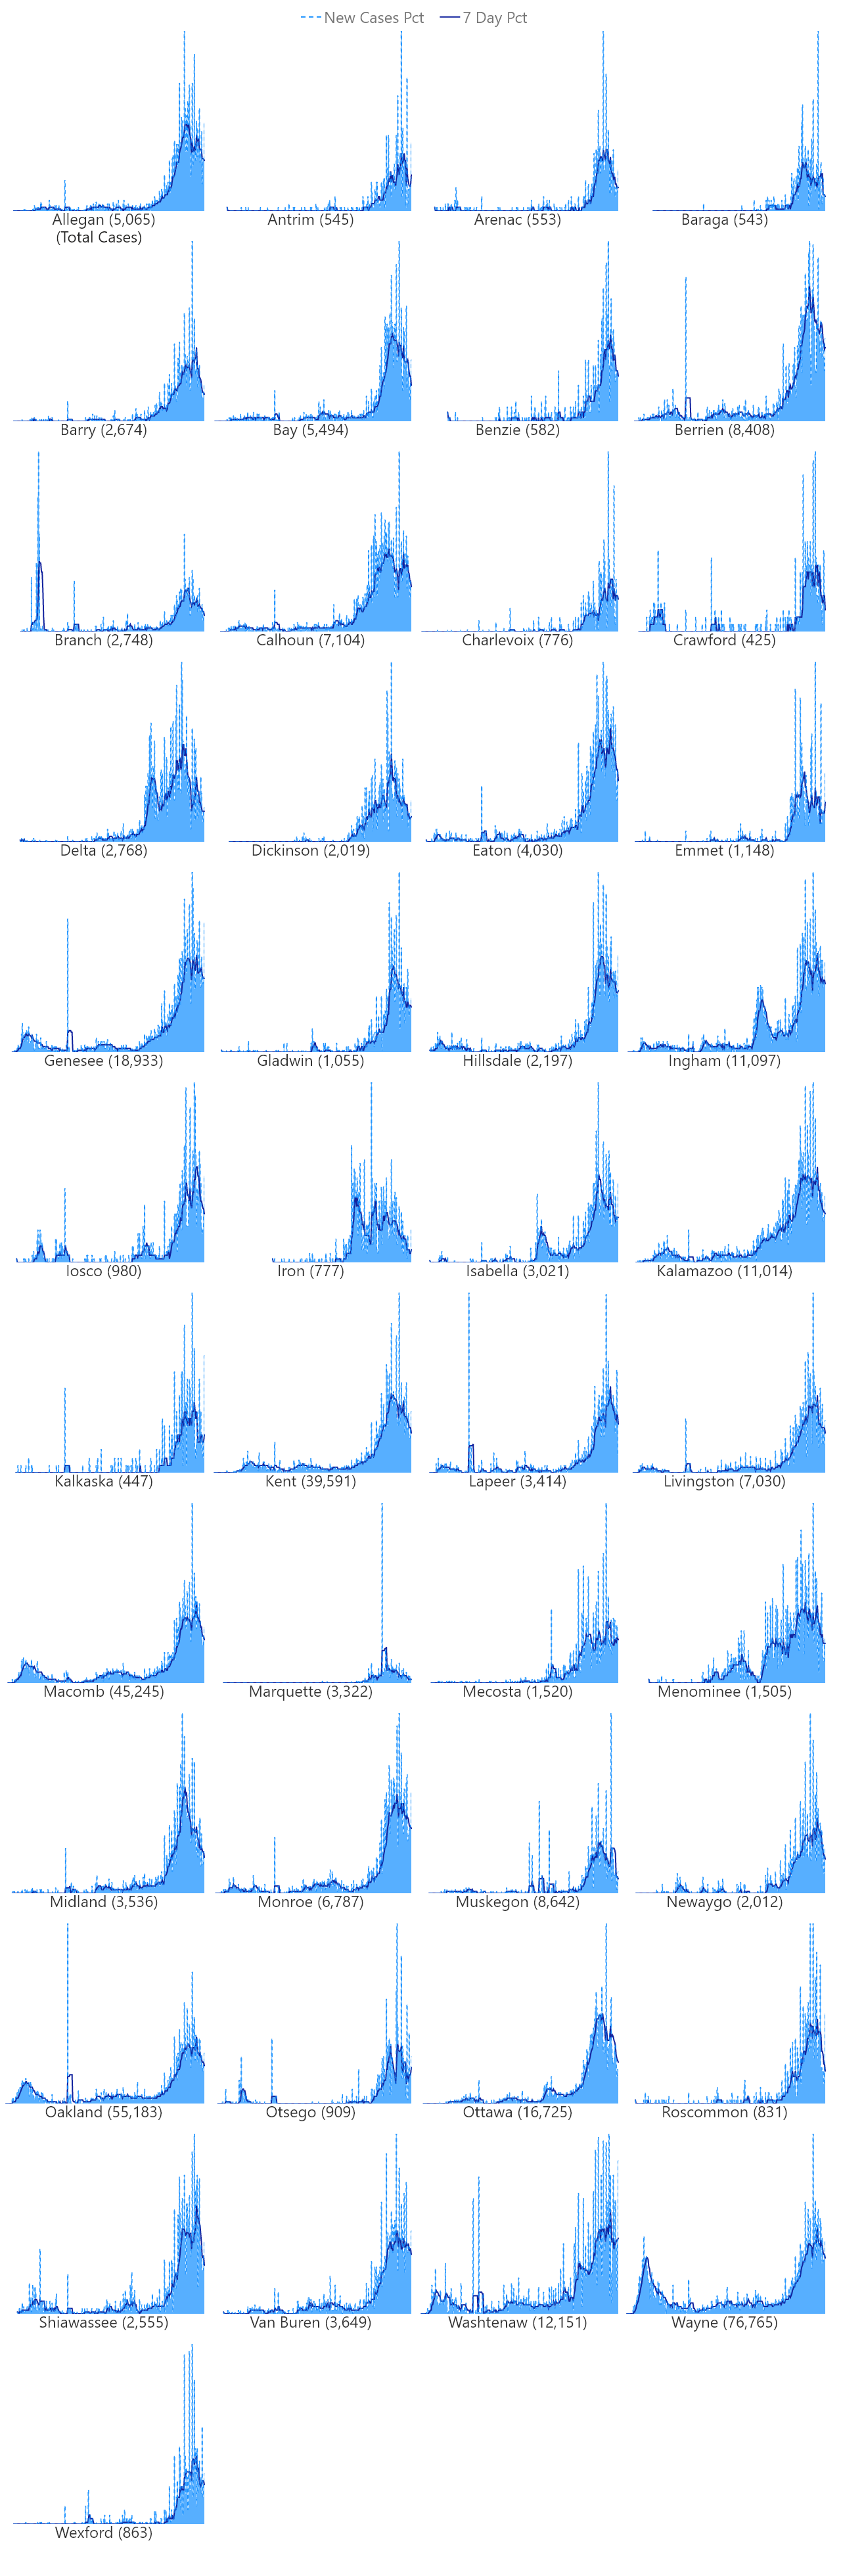 New Cases Pct 7 Day Pct
Allegan (5,065) Antrim (545) Arenac (553) Baraga (543)
(Total Cases)
Barry (2,674) Bay (5,494) Benzie (582) Berrien (8,408)
Branch (2,748) Calhoun (7,104) Charlevoix (776) Crawford (425)
Delta (2,768) Dickinson (2,019) Eaton (4,030) Emmet (1,148)
Genesee (18,933) Gladwin (1,055) Hillsdale (2,197) Ingham (11,097)
Iosco (980) Iron (777) Isabella (3,021) Kalamazoo (11,014)
Kalkaska (447) Kent (39,591) Lapeer (3,414) Livingston (7,030)
Macomb (45,245) Marquette (3,322) Mecosta (1,520) Menominee (1,505)
Midland (3,536) Monroe (6,787) Muskegon (8,642) Newaygo (2,012)
Oakland (55,183) Otsego (909) Ottawa (16,725) Roscommon (831)
Shiawassee (2,555) Van Buren (3,649) Washtenaw (12,151) Wayne (76,765)
Wexford (863)